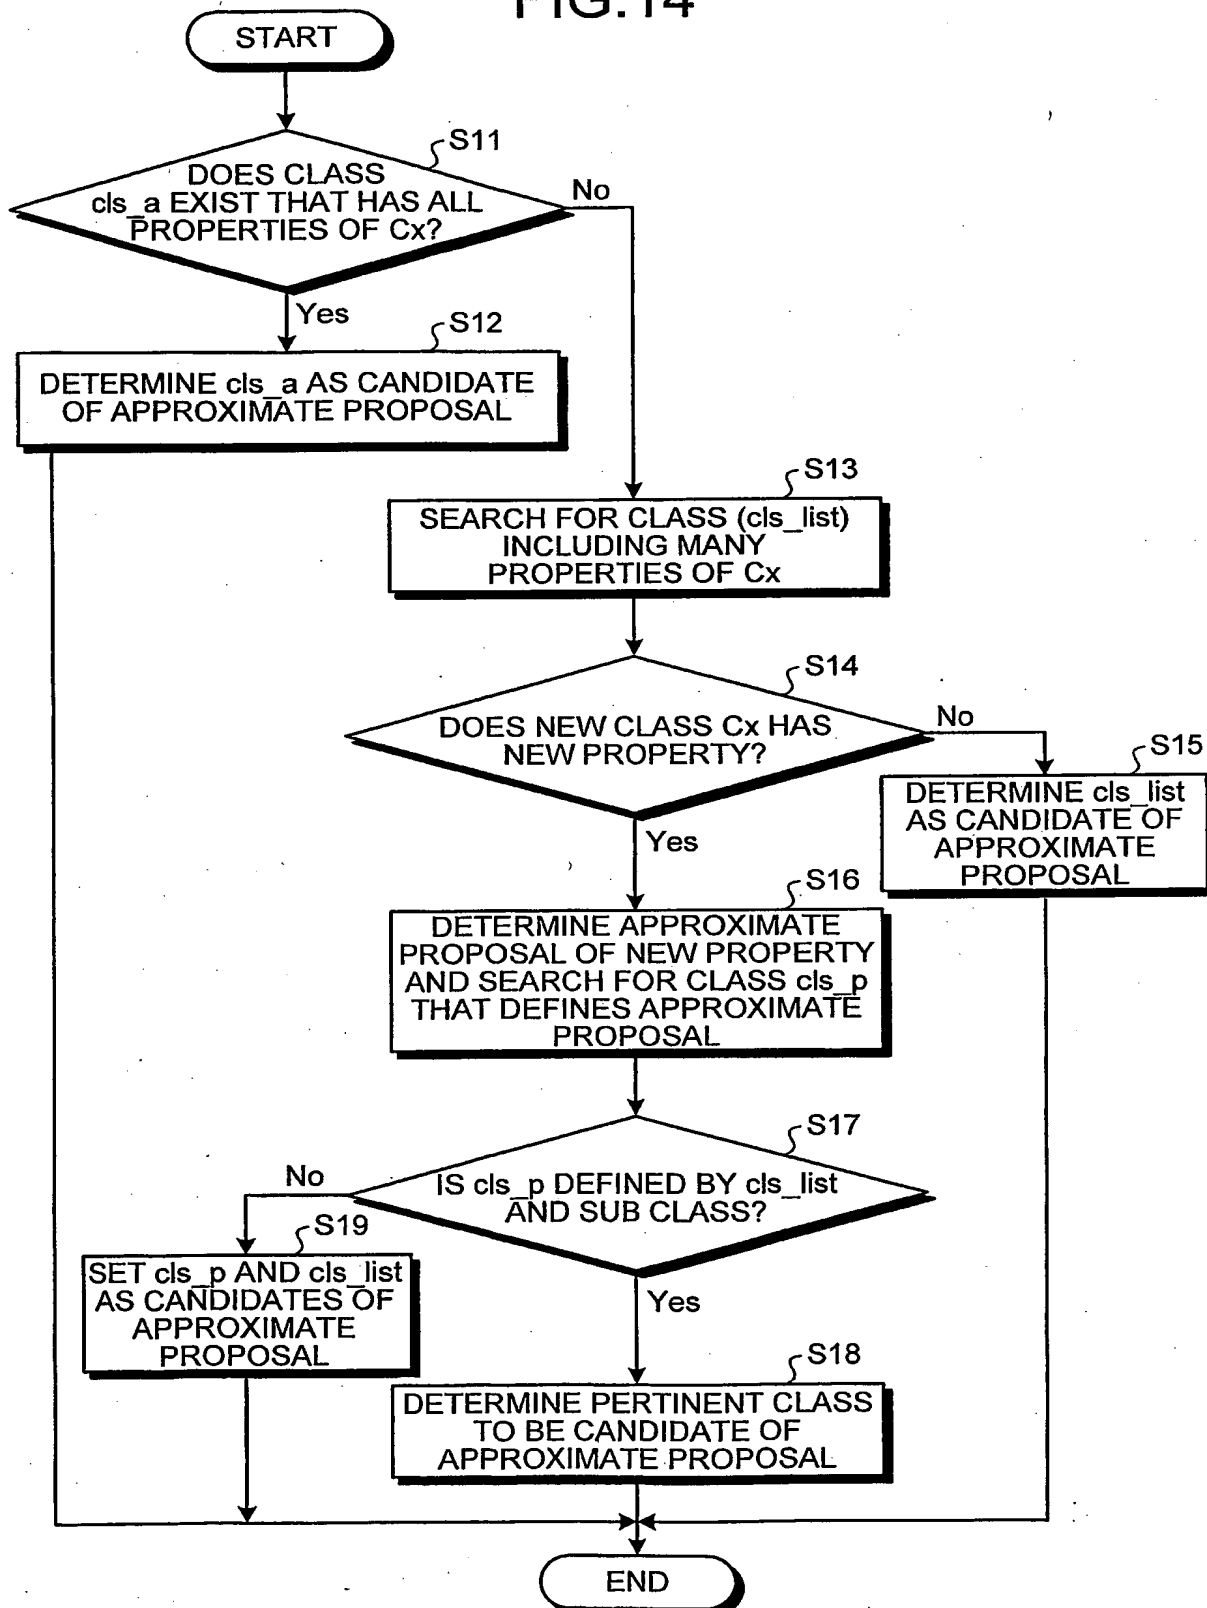 FIG.14
START
S11
DOES CLASS
cls_a EXIST THAT HAS ALL
PROPERTIES OF Cx?
No
Yes
S12
DETERMINE cls_a AS CANDIDATE
OF APPROXIMATE PROPOSAL
S13
SEARCH FOR CLASS (cls_list)
INCLUDING MANY
PROPERTIES OF Cx
S14
DOES NEW CLASS Cx HAS
NEW PROPERTY?
No
Yes
S15
DETERMINE cls_list
AS CANDIDATE OF
APPROXIMATE
PROPOSAL
S16
DETERMINE APPROXIMATE
PROPOSAL OF NEW PROPERTY
AND SEARCH FOR CLASS cls_p
THAT DEFINES APPROXIMATE
PROPOSAL
S17
IS cls_p DEFINED BY cls_list
AND SUB CLASS?
No
Yes
S19
SET cls_p AND cls_list
AS CANDIDATES OF
APPROXIMATE
PROPOSAL
S18
DETERMINE PERTINENT CLASS
TO BE CANDIDATE OF
APPROXIMATE PROPOSAL
END